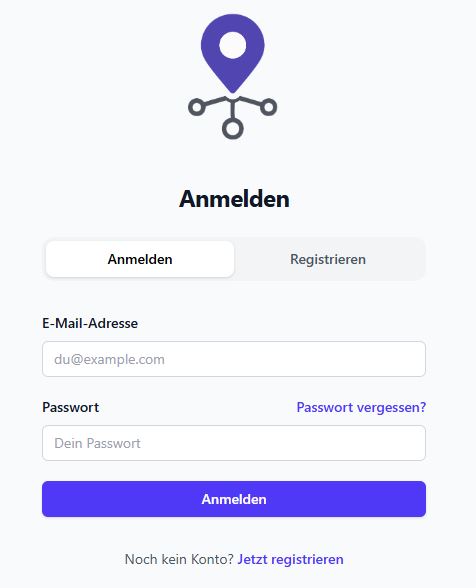 Anmelden
Anmelden Registrieren
E-Mail-Adresse
du@example.com
Passwort Passwort vergessen?
Dein Passwort
Anmelden
Noch kein Konto? Jetzt registrieren